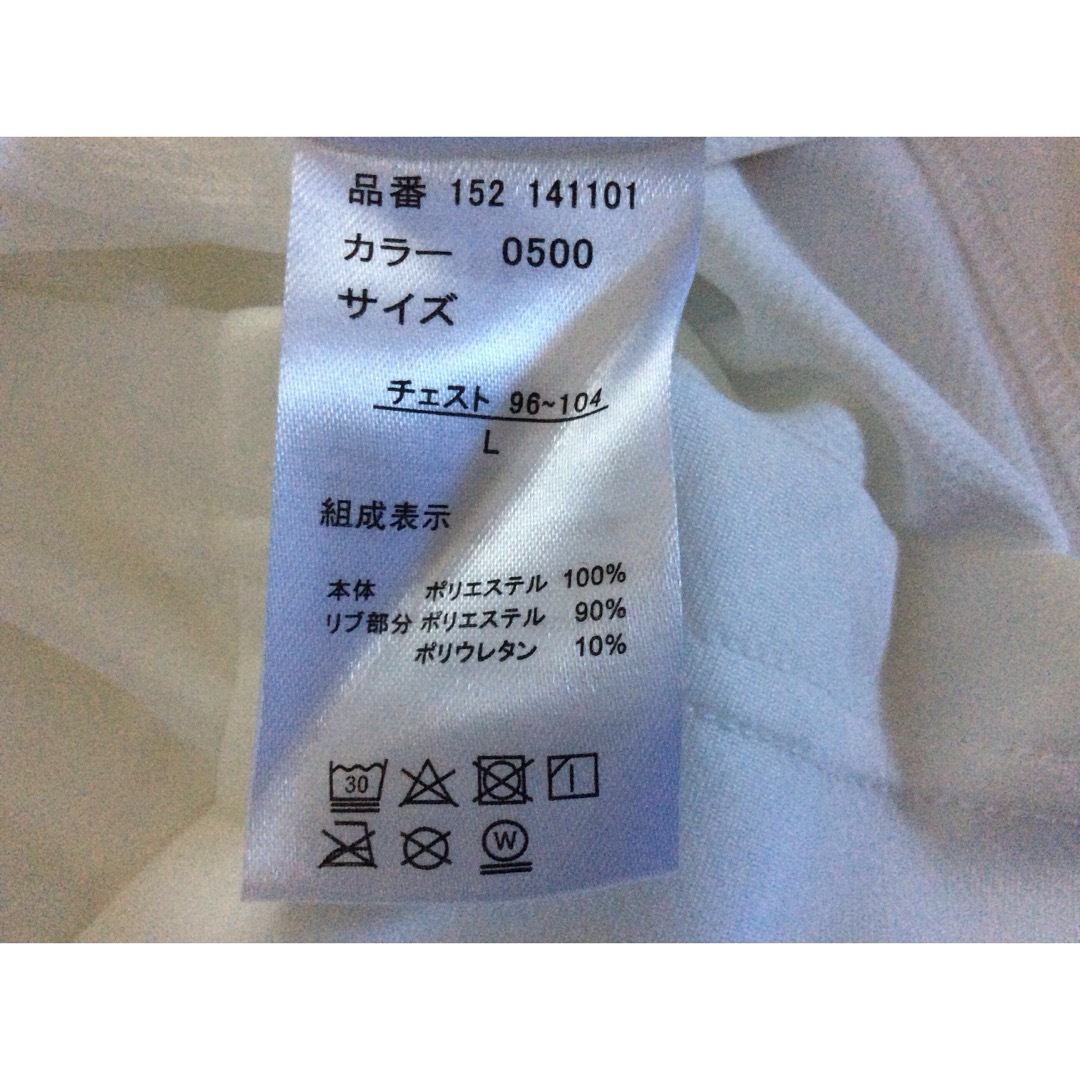 品番 152 141101
カラー 0500
サイズ
チェスト 96~104
L
組成表示
本体 ポリエステル 100%
リブ部分 ポリエステル 90%
ポリウレタン 10%
30
W